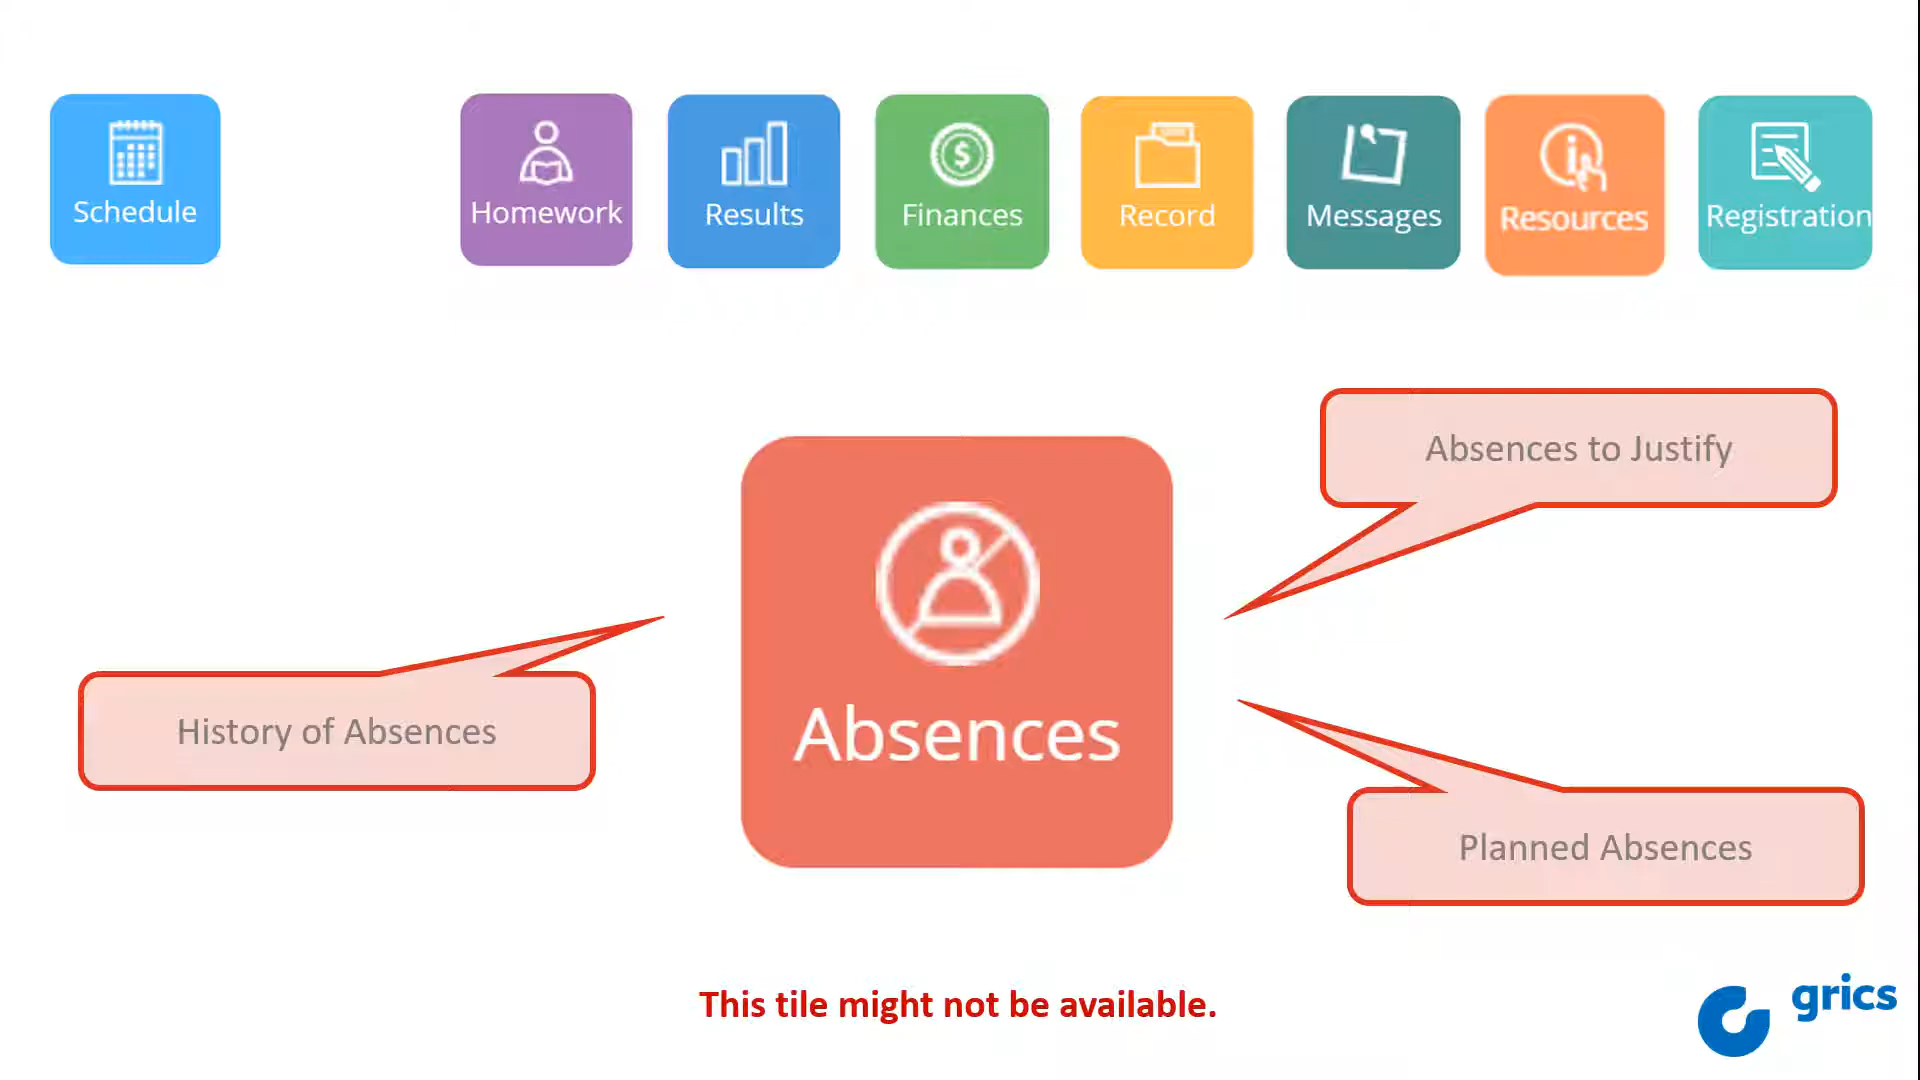 Schedule
Homework
Results
Finances
Record
Messages
Resources
Registration
Absences to Justify
History of Absences
Absences
Planned Absences
This tile might not be available.
grics